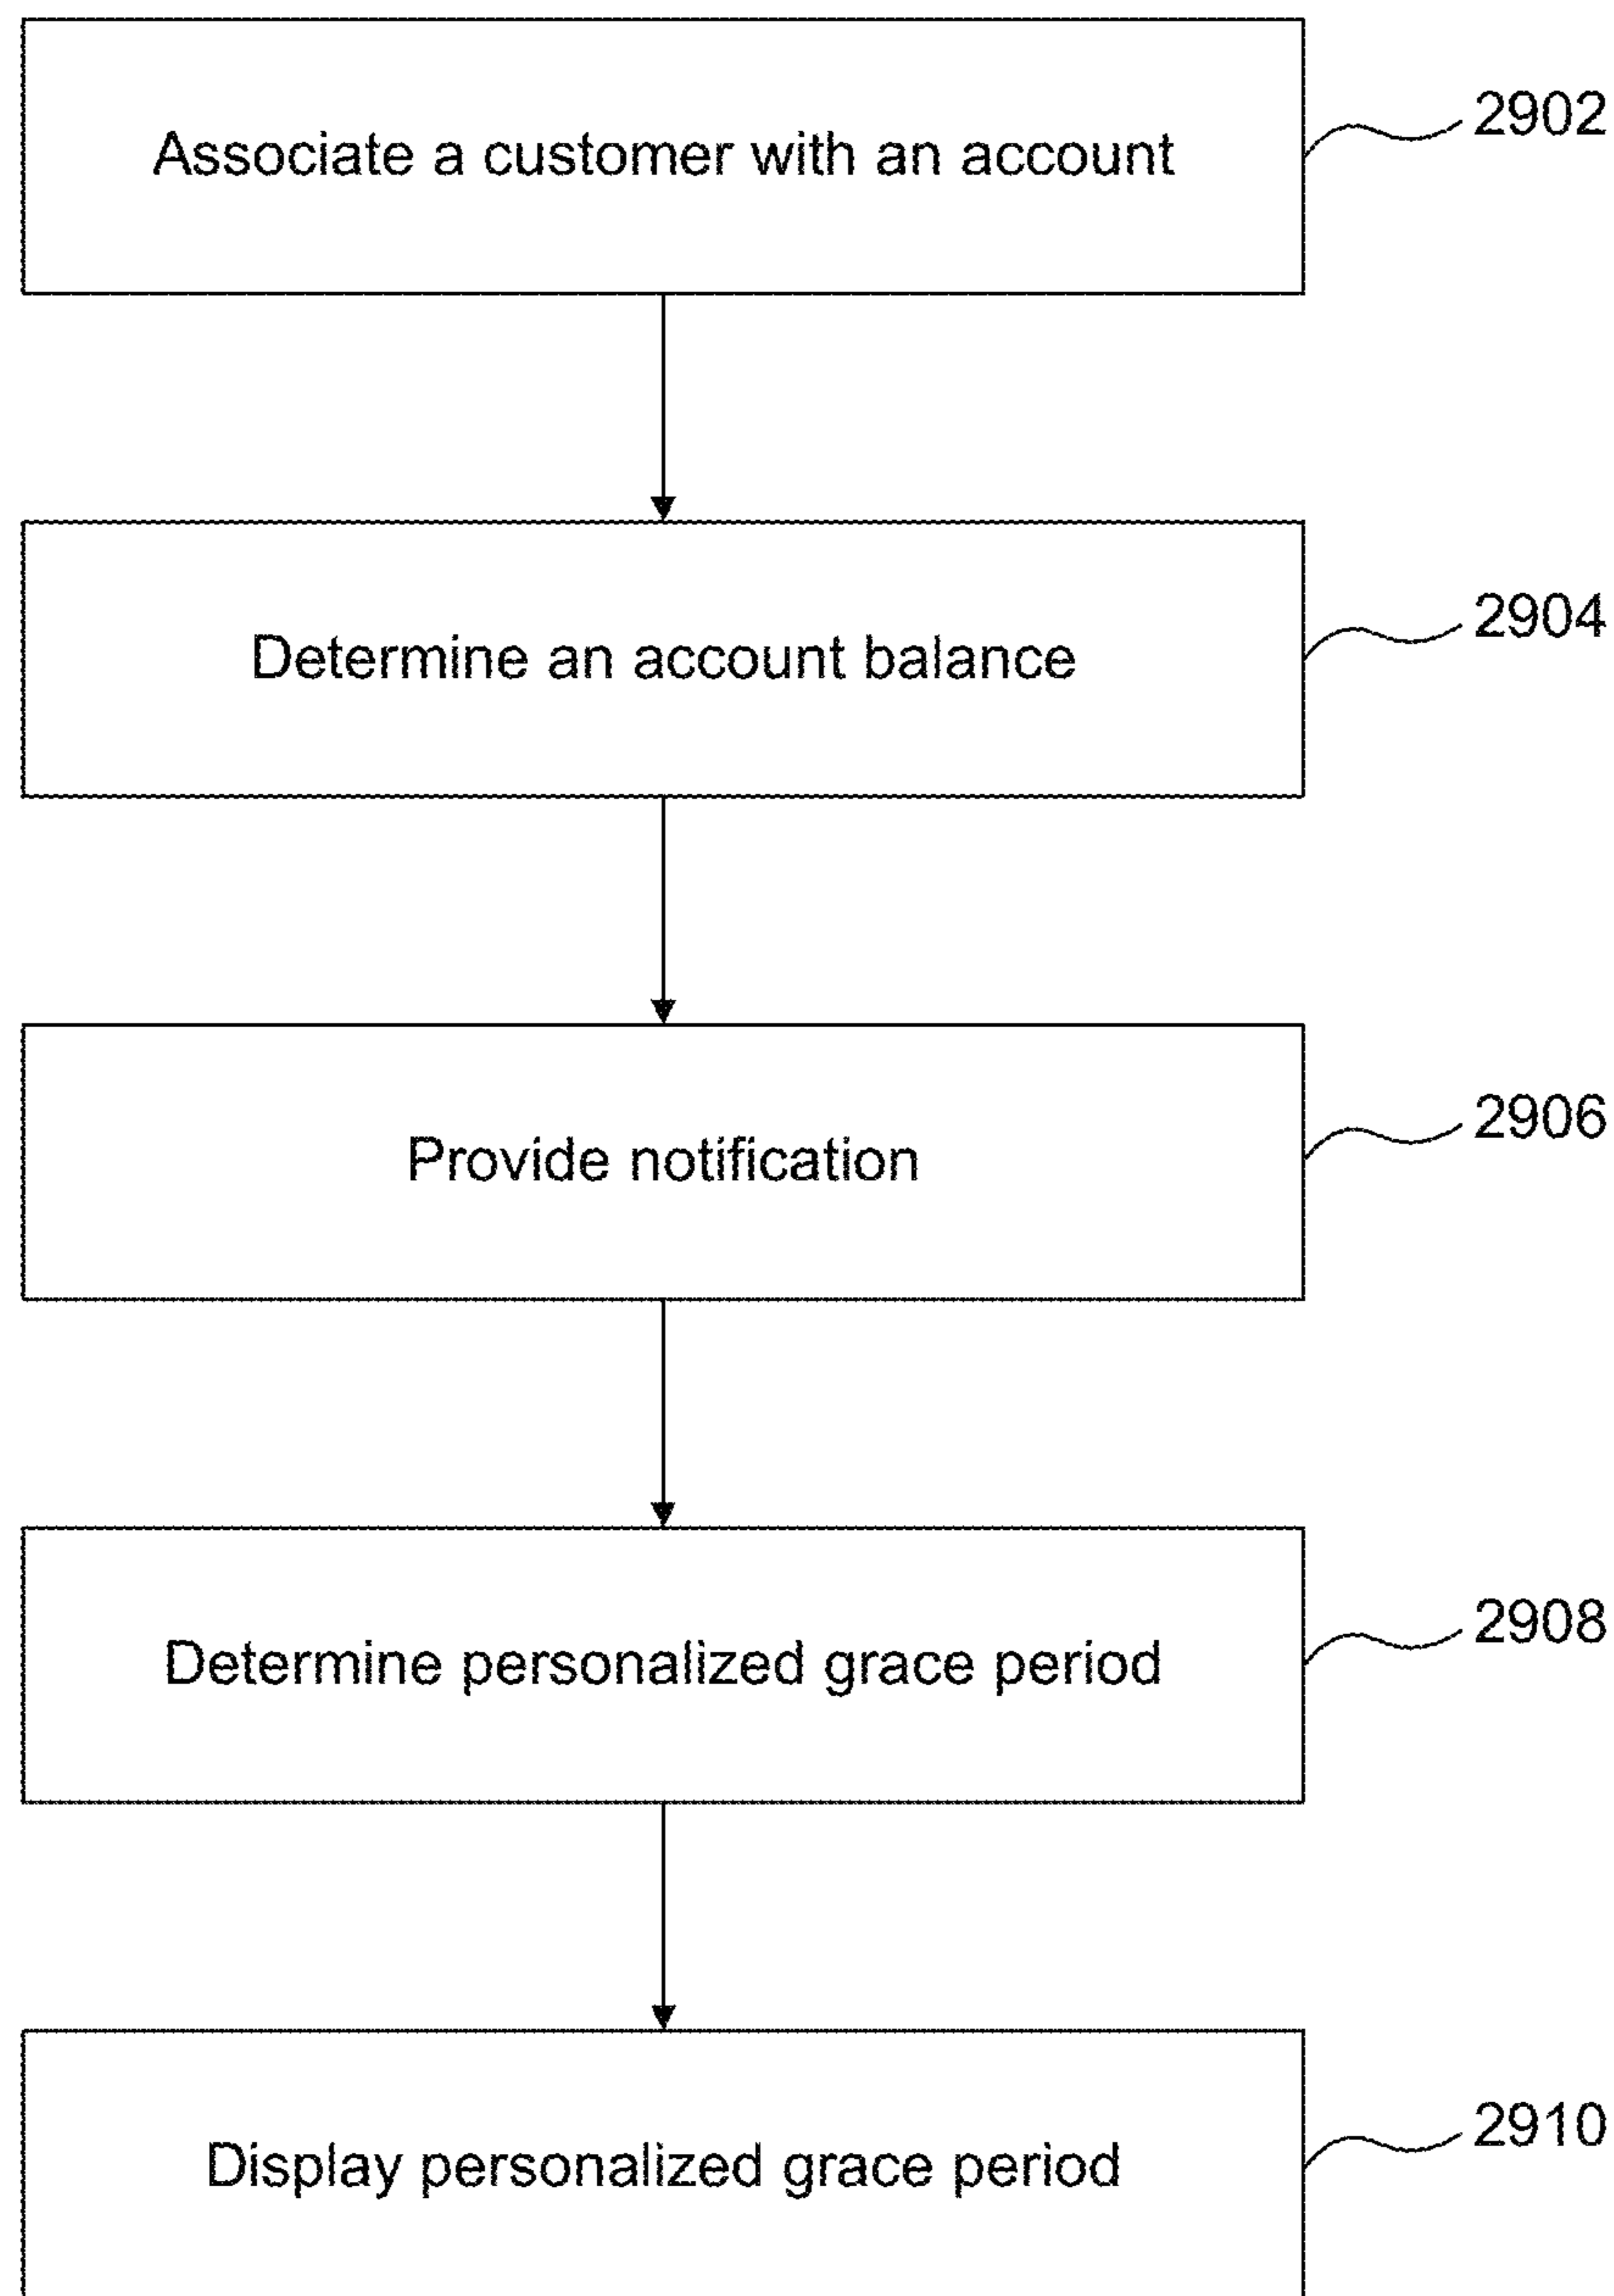 Associate a customer with an account
2902
Determine an account balance
2904
Provide notification
2906
Determine personalized grace period
2908
Display personalized grace period
2910